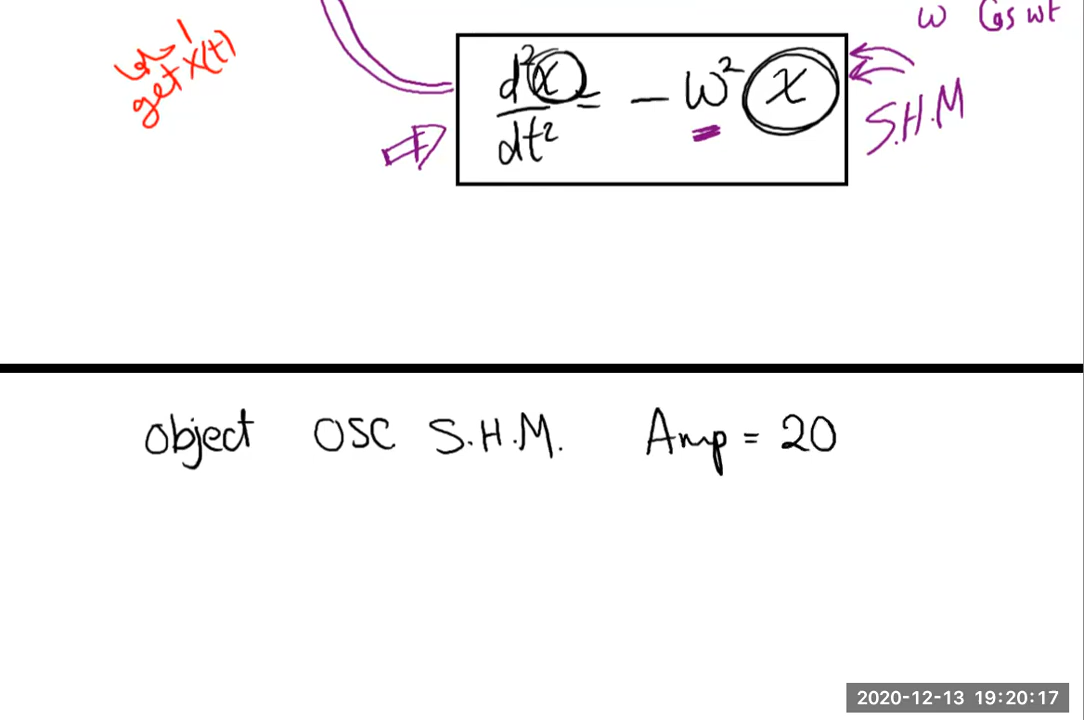 ω Cos ωt
get x(t)
d²x/dt² = - ω² x
S.H.M
object OSC S.H.M. Amp = 20
2020-12-13 19:20:17